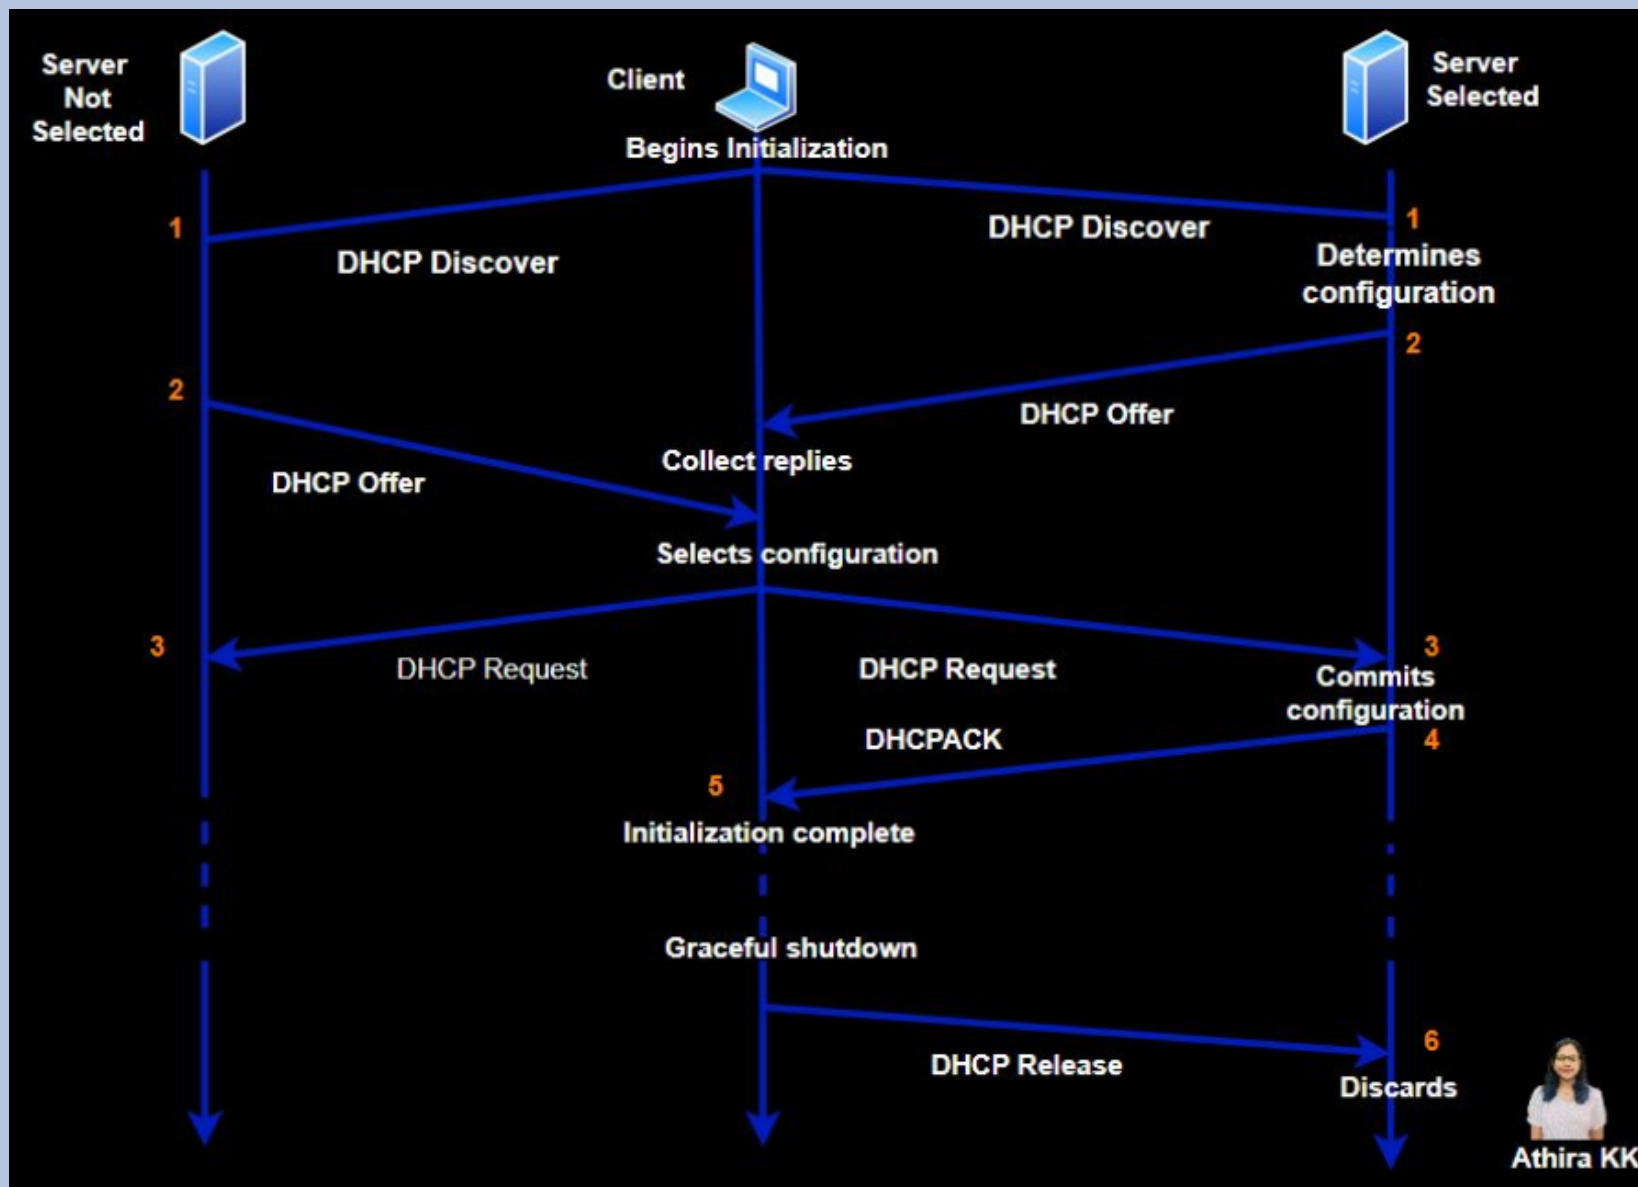 Server
Not
Selected
Client
Server
Selected
Begins Initialization
1
DHCP Discover
DHCP Discover
1
Determines
configuration
2
2
DHCP Offer
DHCP Offer
Collect replies
Selects configuration
3
DHCP Request
DHCP Request
3
Commits
configuration
DHCPACK
4
5
Initialization complete
Graceful shutdown
DHCP Release
6
Discards
Athira KK